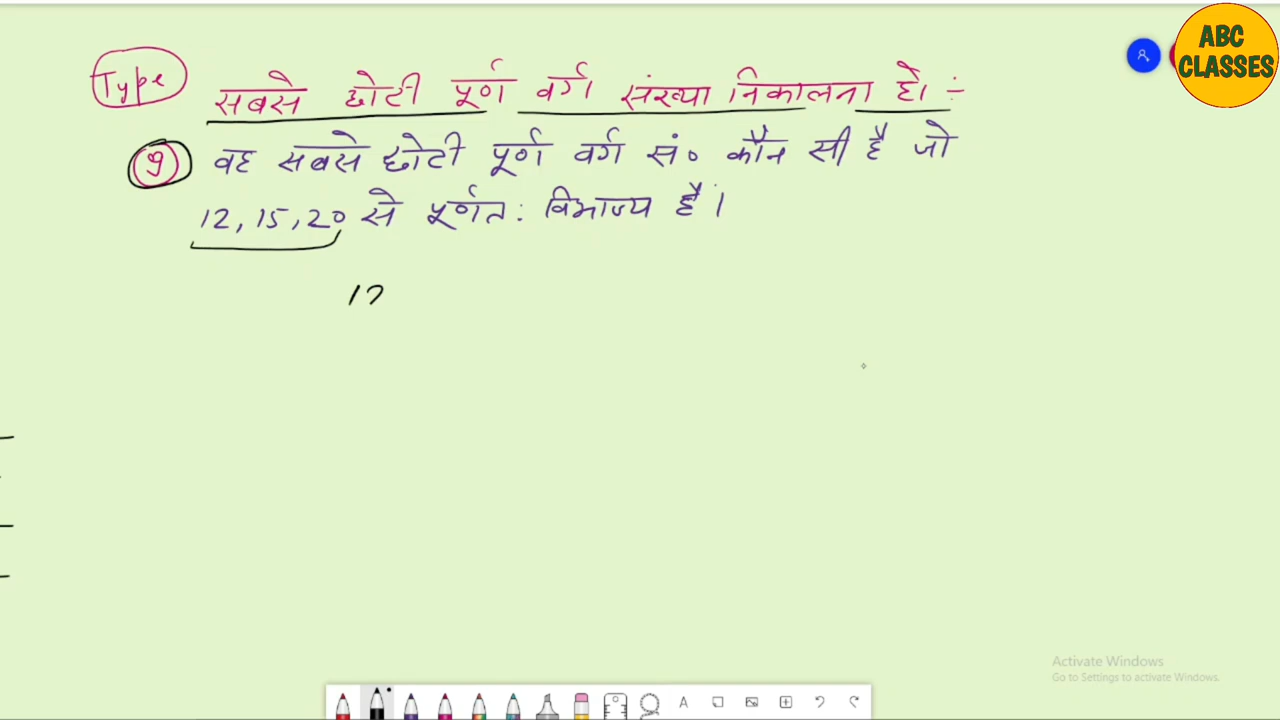 ABC
CLASSES
Type
सबसे छोटी पूर्ण वर्ग संख्या निकालना हो। :-
9 वह सबसे छोटी पूर्ण वर्ग सं० कौन सी है जो
12, 15, 20 से पूर्णत: विभाज्य है।
12
A
Activate Windows
Go to Settings to activate Windows.